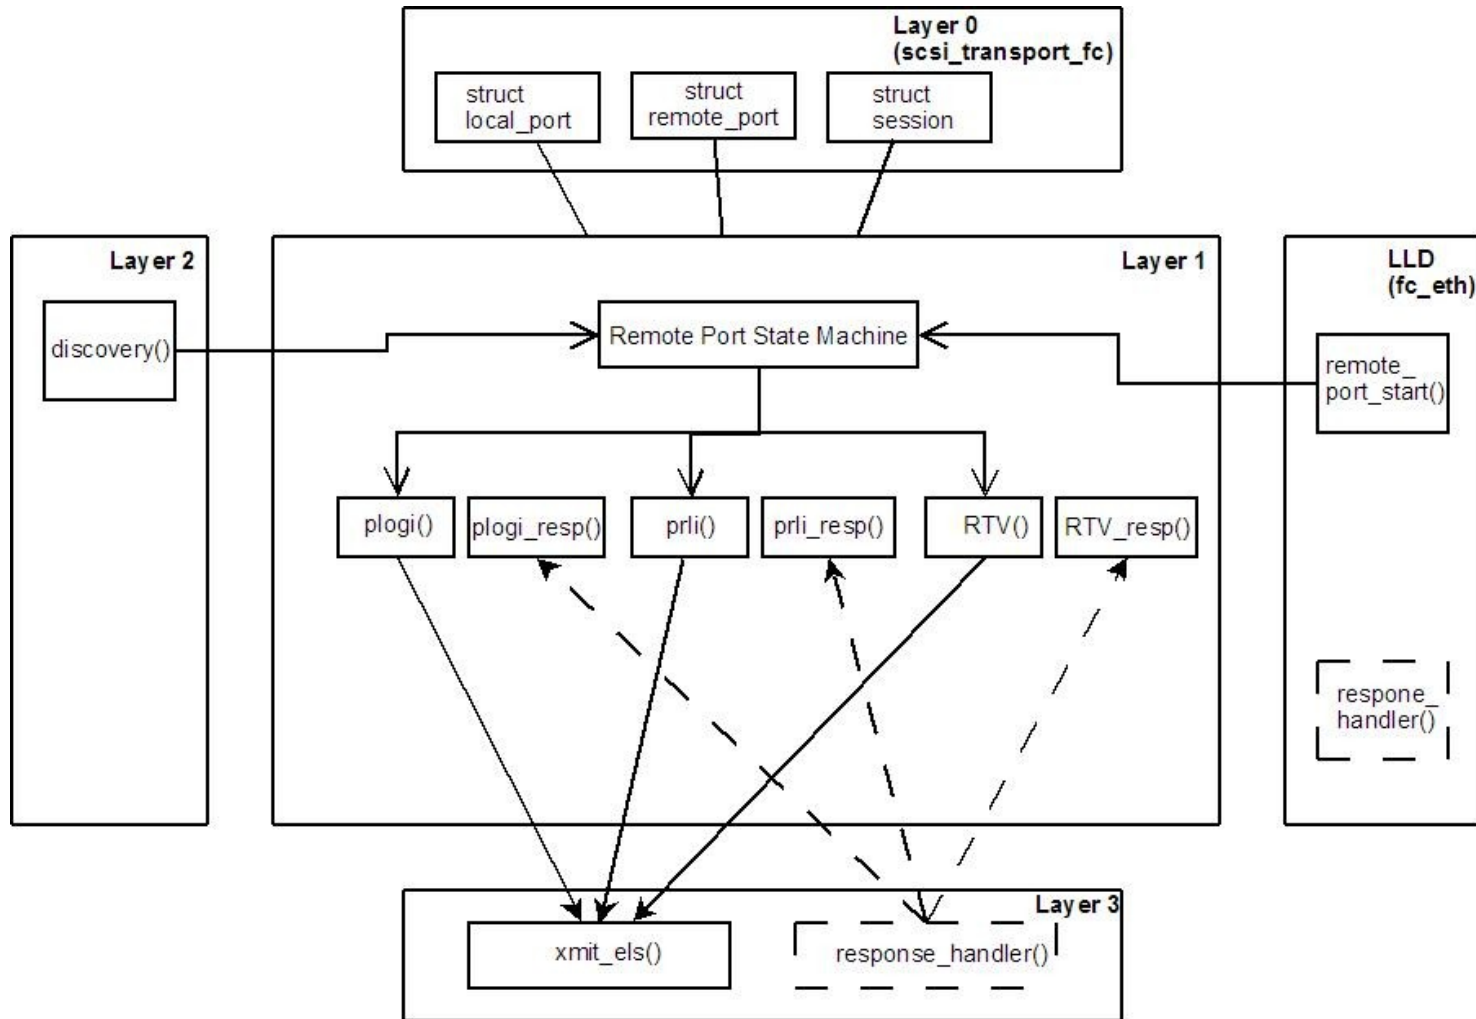 Layer 0
(scsi_transport_fc)
struct
local_port
struct
remote_port
struct
session
Layer 2
discovery()
Layer 1
Remote Port State Machine
plogi()
plogi_resp()
prli()
prli_resp()
RTV()
RTV_resp()
LLD
(fc_eth)
remote_
port_start()
respone_
handler()
Layer 3
xmit_els()
response_handler()